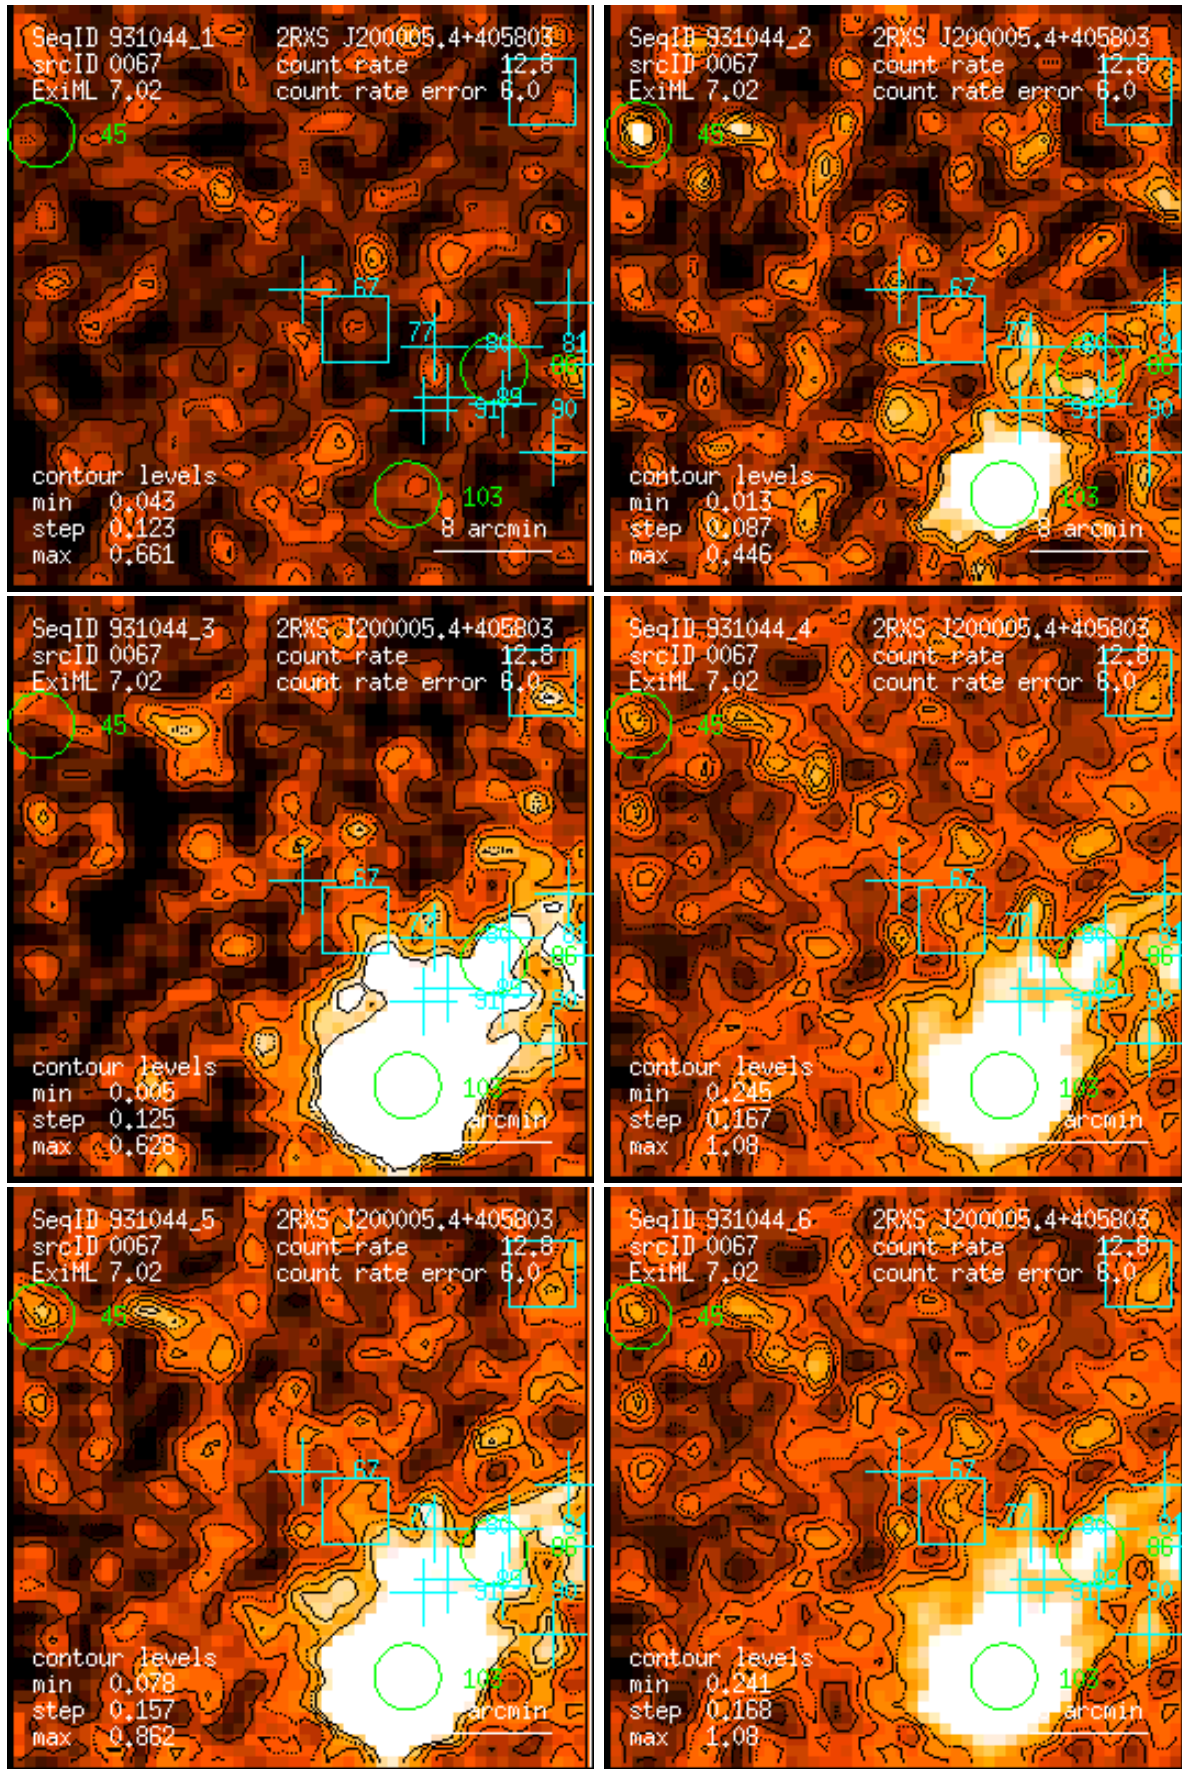 SeqID 931044_1 2RXS J200005.4+405803
srcID 0067 count rate 12.8
ExiML 7.02 count rate error 6.0
45
67
77 80 81
86
91 89 90
contour levels
min 0.043 103
step 0.123 8 arcmin
max 0.661
SeqID 931044_2 2RXS J200005.4+405803
srcID 0067 count rate 12.8
ExiML 7.02 count rate error 6.0
45
67
77 80 81
86
91 89 90
contour levels
min 0.013 103
step 0.087 8 arcmin
max 0.446
SeqID 931044_3 2RXS J200005.4+405803
srcID 0067 count rate 12.8
ExiML 7.02 count rate error 6.0
45
67
77 80
86
91 89 90
contour levels
min 0.005 103
step 0.125 arcmin
max 0.628
SeqID 931044_4 2RXS J200005.4+405803
srcID 0067 count rate 12.8
ExiML 7.02 count rate error 6.0
45
67
77 80
86
91 89 90
contour levels
min 0.245 103
step 0.167 arcmin
max 1.08
SeqID 931044_5 2RXS J200005.4+405803
srcID 0067 count rate 12.8
ExiML 7.02 count rate error 6.0
45
67
77 80
86
91 89 90
contour levels
min 0.078 103
step 0.157 arcmin
max 0.862
SeqID 931044_6 2RXS J200005.4+405803
srcID 0067 count rate 12.8
ExiML 7.02 count rate error 6.0
45
67
77 80
86
91 89 90
contour levels
min 0.241 103
step 0.168 arcmin
max 1.08